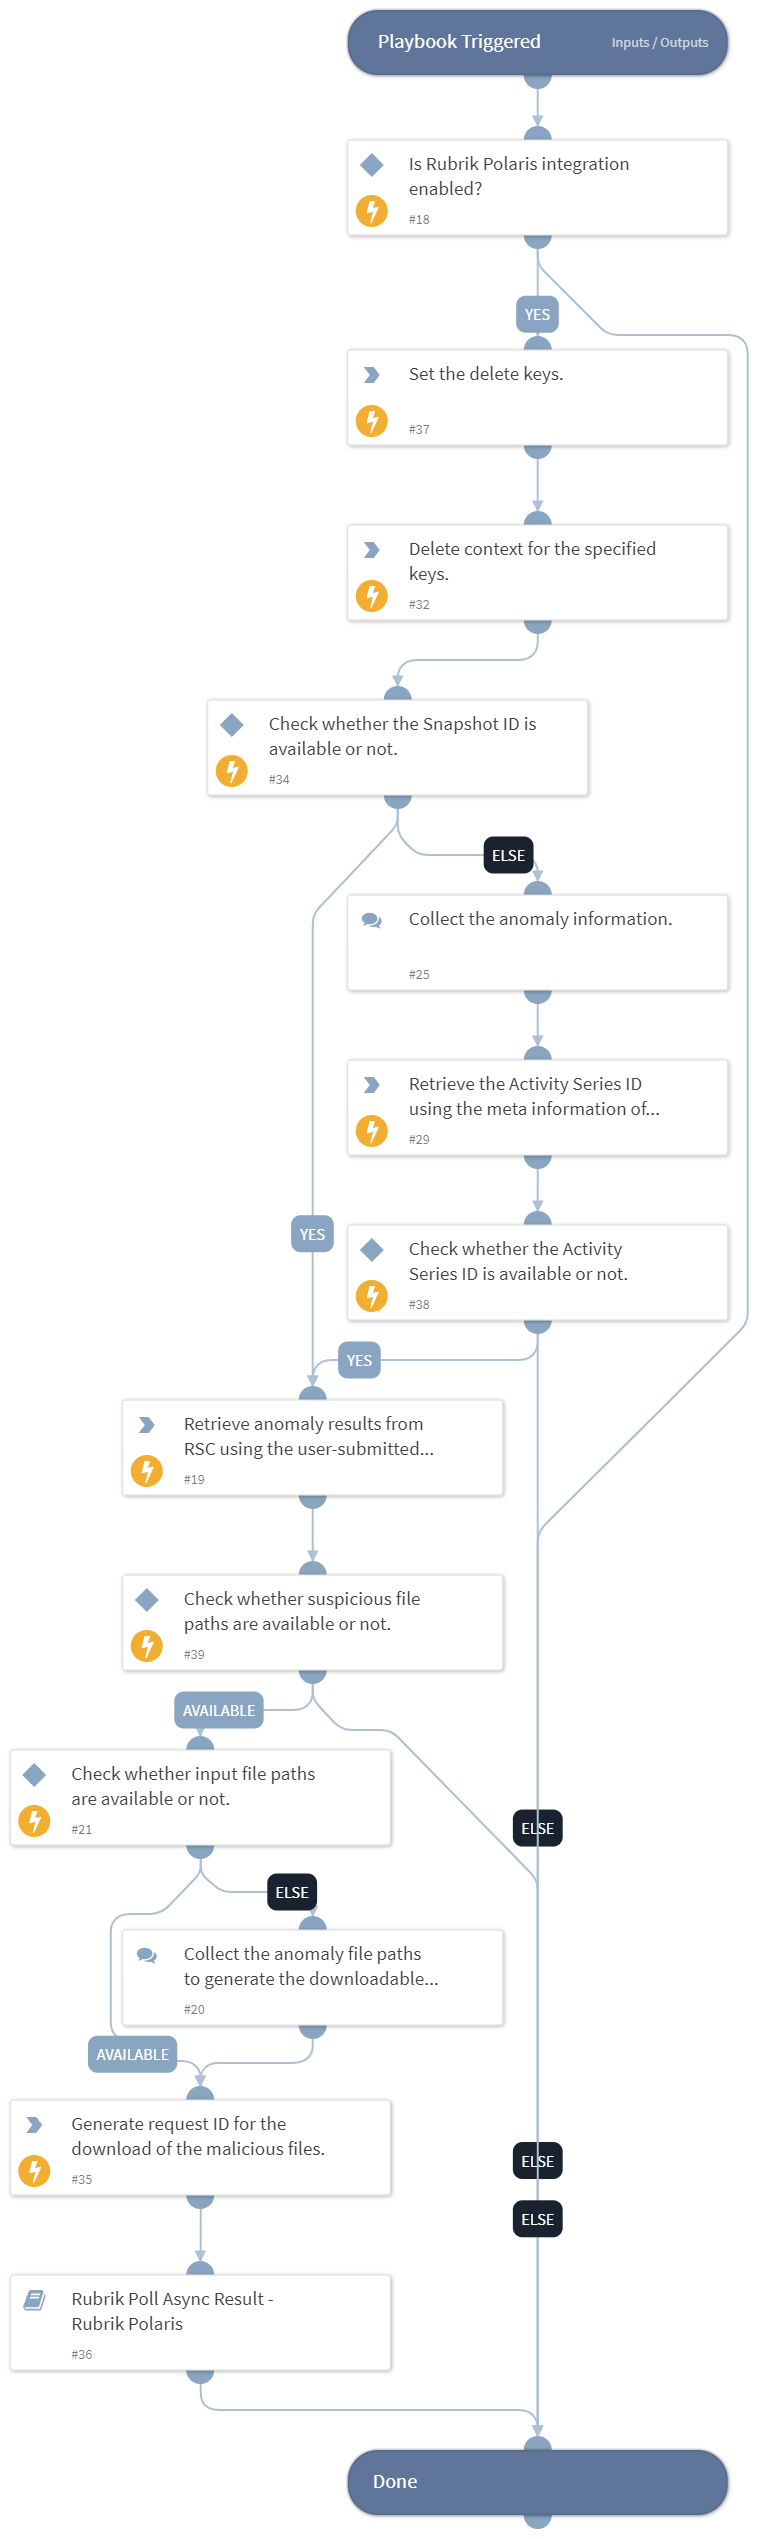 Playbook Triggered
Inputs / Outputs
Is Rubrik Polaris integration
enabled?
#18
YES
Set the delete keys.
#37
Delete context for the specified
keys.
#32
Check whether the Snapshot ID is
available or not.
#34
ELSE
Collect the anomaly information.
#25
Retrieve the Activity Series ID
using the meta information of...
#29
YES
Check whether the Activity
Series ID is available or not.
#38
YES
Retrieve anomaly results from
RSC using the user-submitted...
#19
Check whether suspicious file
paths are available or not.
#39
AVAILABLE
Check whether input file paths
are available or not.
#21
ELSE
ELSE
Collect the anomaly file paths
to generate the downloadable...
#20
AVAILABLE
Generate request ID for the
download of the malicious files.
#35
ELSE
ELSE
Rubrik Poll Async Result -
Rubrik Polaris
#36
Done